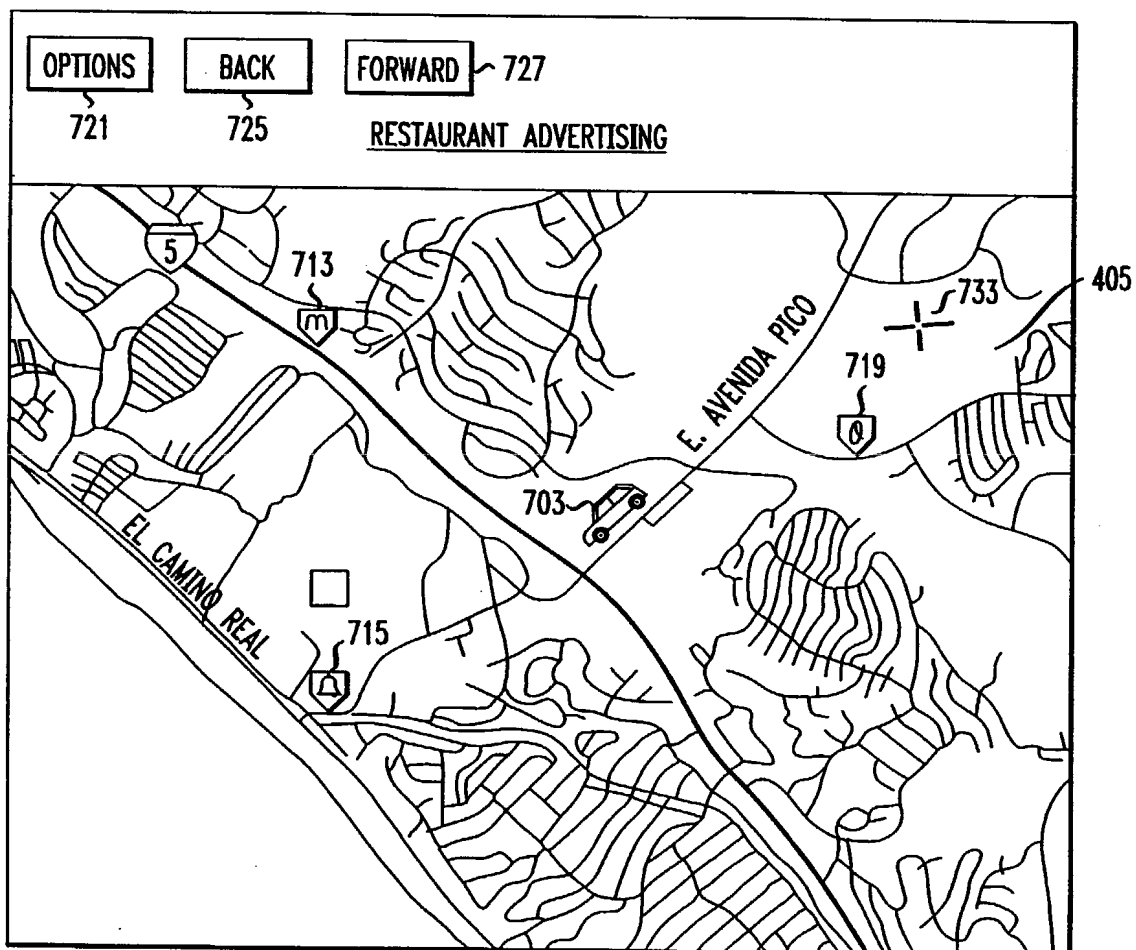 OPTIONS BACK FORWARD 727
721 725 RESTAURANT ADVERTISING
5
713
m
733
405
E. AVENIDA PICO
719
703
EL CAMINO REAL
715